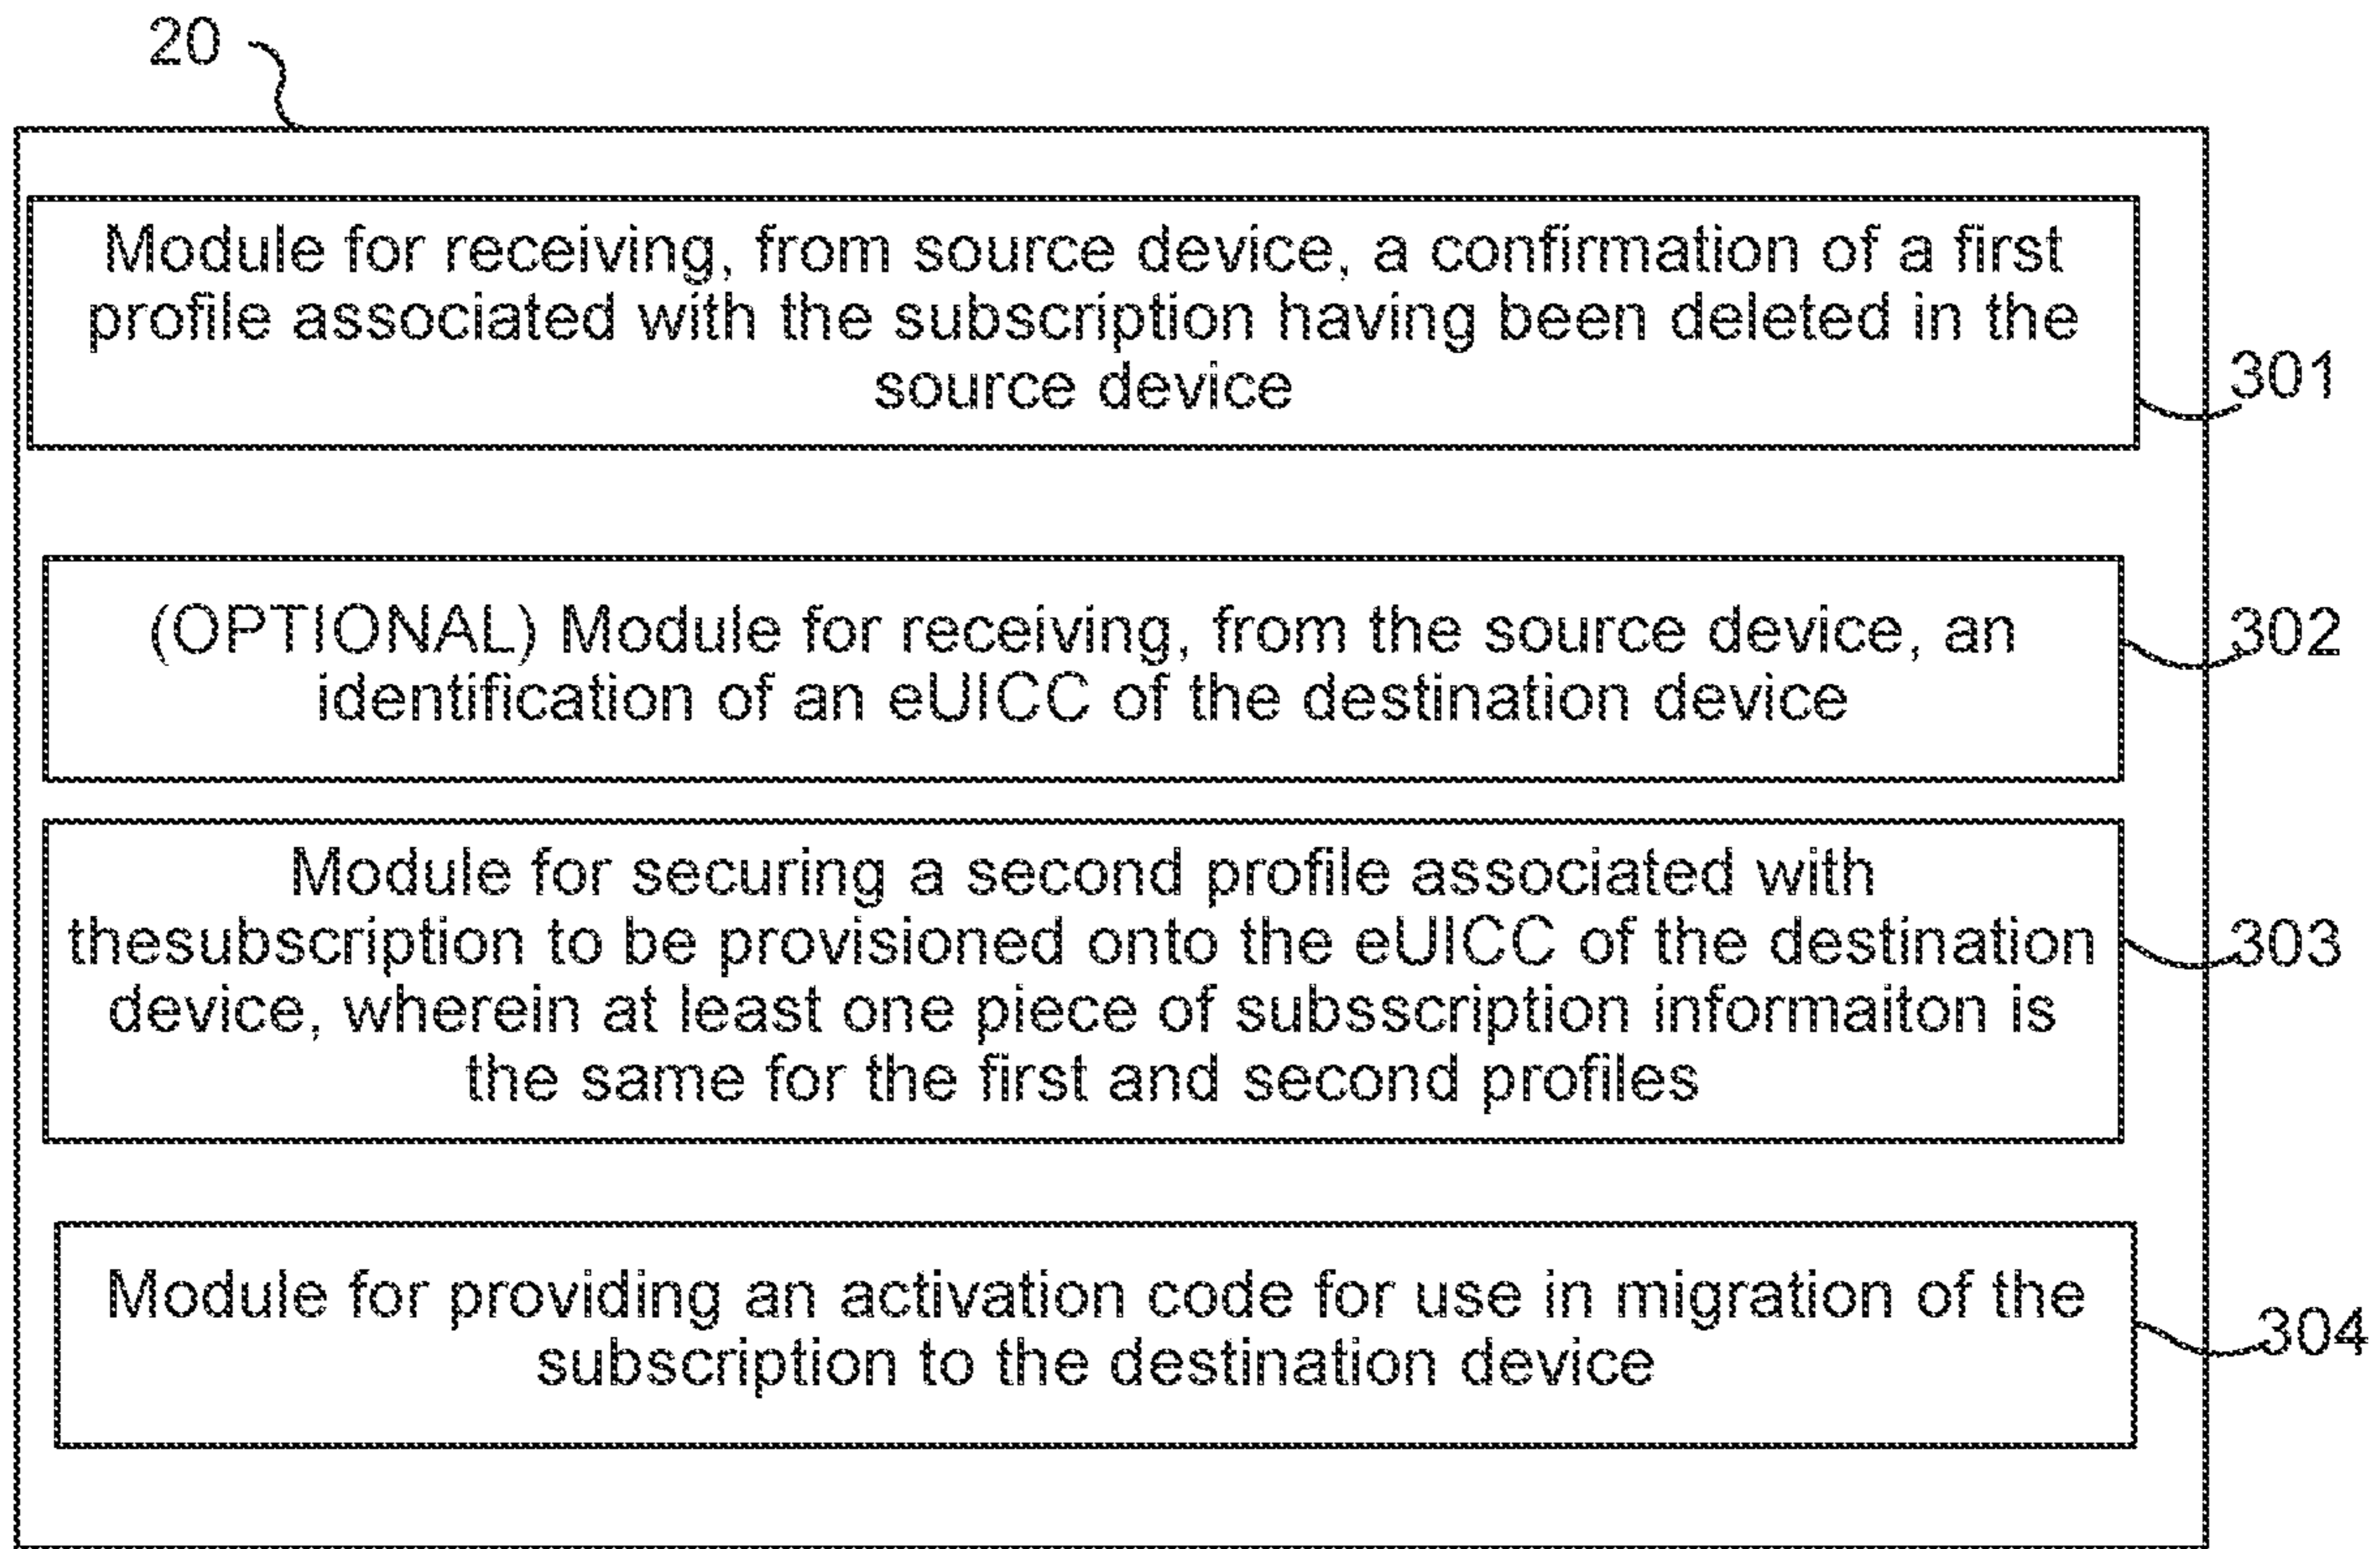 20
Module for receiving, from source device, a confirmation of a first
profile associated with the subscription having been deleted in the
source device
301
(OPTIONAL) Module for receiving, from the source device, an
identification of an eUICC of the destination device
302
Module for securing a second profile associated with
thesubscription to be provisioned onto the eUICC of the destination
device, wherein at least one piece of subsscription informaiton is
the same for the first and second profiles
303
Module for providing an activation code for use in migration of the
subscription to the destination device
304